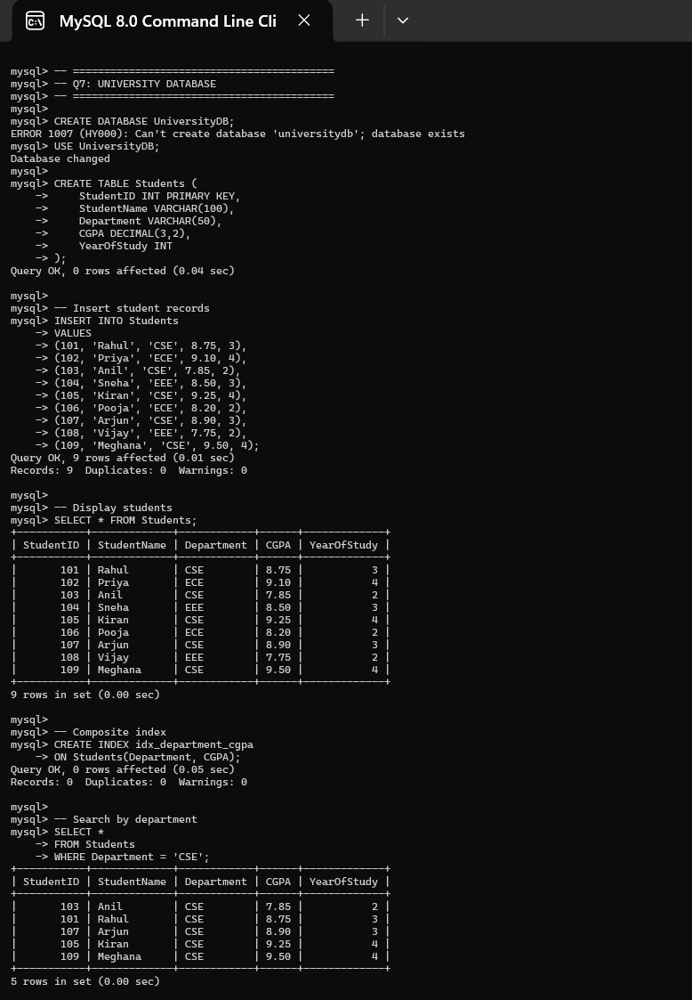 MySQL 8.0 Command Line Cli
mysql> -- ==========================================
mysql> -- Q7: UNIVERSITY DATABASE
mysql> -- ==========================================
mysql>
mysql> CREATE DATABASE UniversityDB;
ERROR 1007 (HY000): Can't create database 'universitydb'; database exists
mysql> USE UniversityDB;
Database changed
mysql>
mysql> CREATE TABLE Students (
    ->     StudentID INT PRIMARY KEY,
    ->     StudentName VARCHAR(100),
    ->     Department VARCHAR(50),
    ->     CGPA DECIMAL(3,2),
    ->     YearOfStudy INT
    -> );
Query OK, 0 rows affected (0.04 sec)

mysql>
mysql> -- Insert student records
mysql> INSERT INTO Students
    -> VALUES
    -> (101, 'Rahul', 'CSE', 8.75, 3),
    -> (102, 'Priya', 'ECE', 9.10, 4),
    -> (103, 'Anil', 'CSE', 7.85, 2),
    -> (104, 'Sneha', 'EEE', 8.50, 3),
    -> (105, 'Kiran', 'CSE', 9.25, 4),
    -> (106, 'Pooja', 'ECE', 8.20, 2),
    -> (107, 'Arjun', 'CSE', 8.90, 3),
    -> (108, 'Vijay', 'EEE', 7.75, 2),
    -> (109, 'Meghana', 'CSE', 9.50, 4);
Query OK, 9 rows affected (0.01 sec)
Records: 9  Duplicates: 0  Warnings: 0

mysql>
mysql> -- Display students
mysql> SELECT * FROM Students;
+-----------+-------------+------------+------+-------------+
| StudentID | StudentName | Department | CGPA | YearOfStudy |
+-----------+-------------+------------+------+-------------+
|       101 | Rahul       | CSE        | 8.75 |           3 |
|       102 | Priya       | ECE        | 9.10 |           4 |
|       103 | Anil        | CSE        | 7.85 |           2 |
|       104 | Sneha       | EEE        | 8.50 |           3 |
|       105 | Kiran       | CSE        | 9.25 |           4 |
|       106 | Pooja       | ECE        | 8.20 |           2 |
|       107 | Arjun       | CSE        | 8.90 |           3 |
|       108 | Vijay       | EEE        | 7.75 |           2 |
|       109 | Meghana     | CSE        | 9.50 |           4 |
+-----------+-------------+------------+------+-------------+
9 rows in set (0.00 sec)

mysql>
mysql> -- Composite index
mysql> CREATE INDEX idx_department_cgpa
    -> ON Students(Department, CGPA);
Query OK, 0 rows affected (0.05 sec)
Records: 0  Duplicates: 0  Warnings: 0

mysql>
mysql> -- Search by department
mysql> SELECT *
    -> FROM Students
    -> WHERE Department = 'CSE';
+-----------+-------------+------------+------+-------------+
| StudentID | StudentName | Department | CGPA | YearOfStudy |
+-----------+-------------+------------+------+-------------+
|       103 | Anil        | CSE        | 7.85 |           2 |
|       101 | Rahul       | CSE        | 8.75 |           3 |
|       107 | Arjun       | CSE        | 8.90 |           3 |
|       105 | Kiran       | CSE        | 9.25 |           4 |
|       109 | Meghana     | CSE        | 9.50 |           4 |
+-----------+-------------+------------+------+-------------+
5 rows in set (0.00 sec)